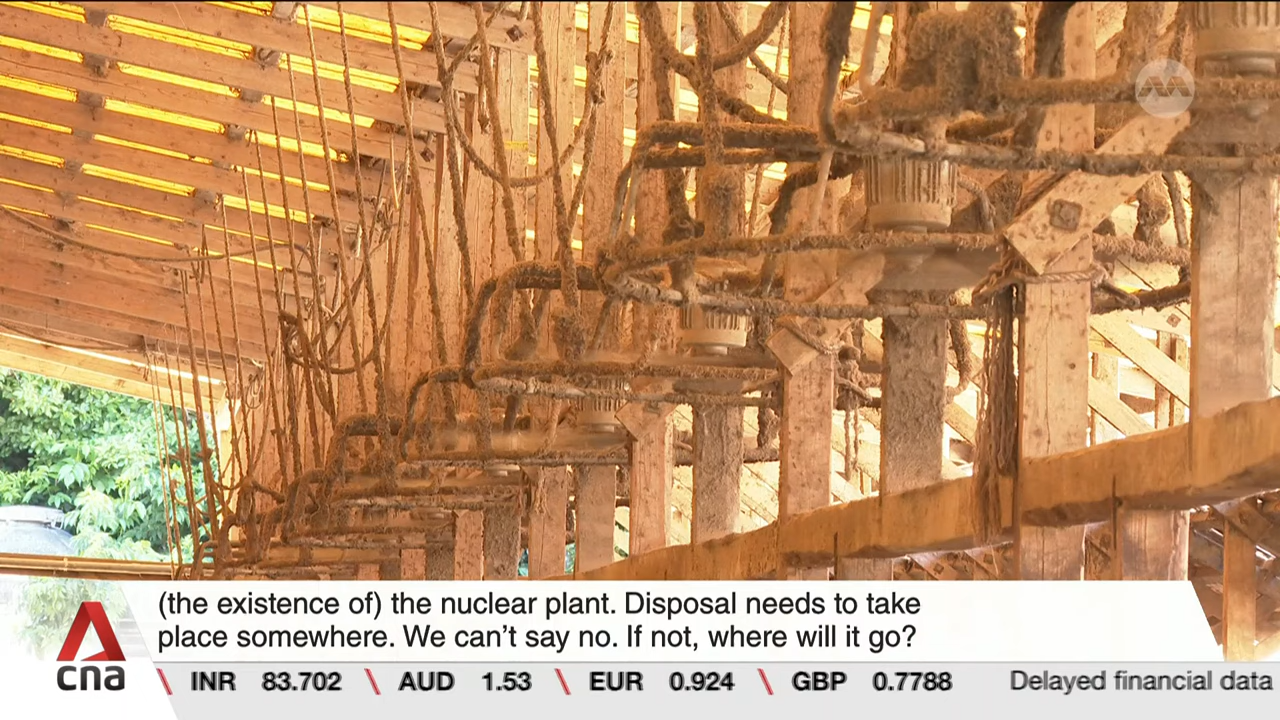 (the existence of) the nuclear plant. Disposal needs to take
place somewhere. We can't say no. If not, where will it go?
cna
INR 83.702 AUD 1.53 EUR 0.924 GBP 0.7788 Delayed financial data